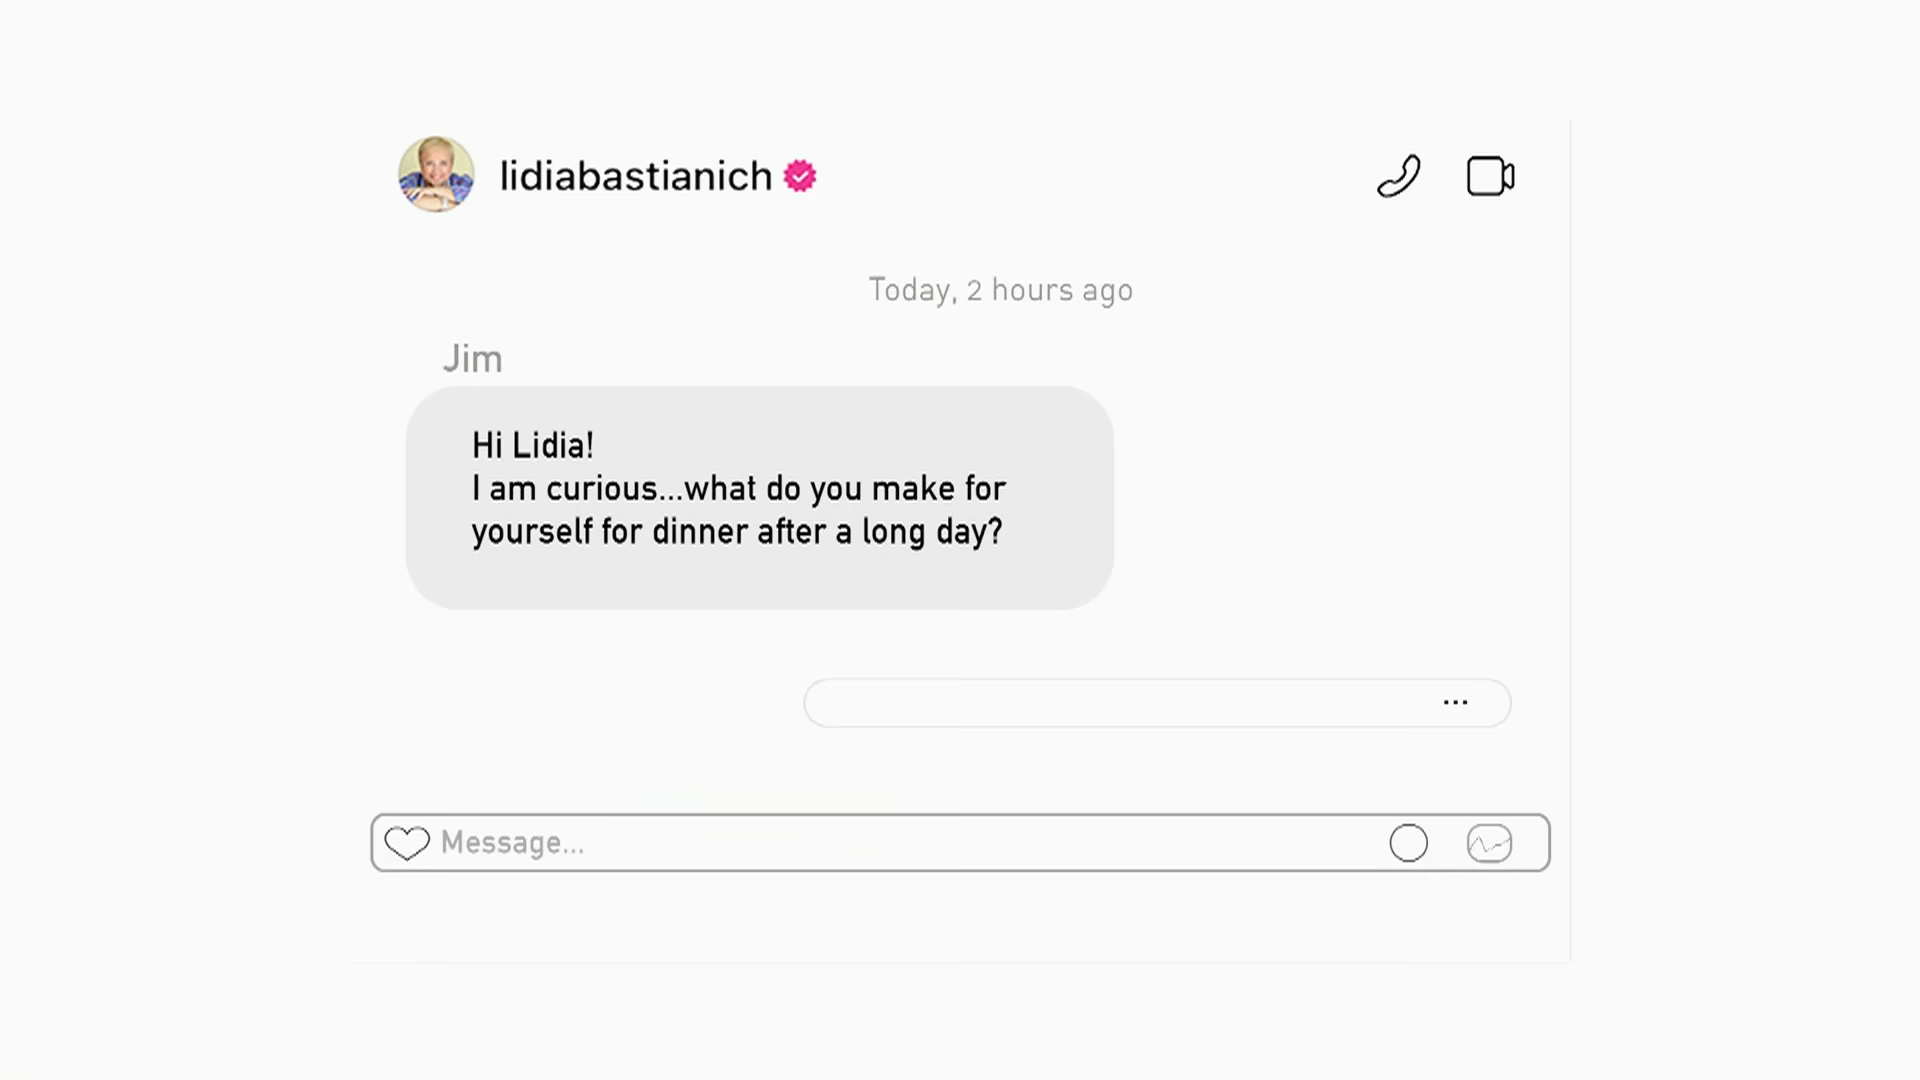 lidiabastianich
Today, 2 hours ago
Jim
Hi Lidia!
I am curious...what do you make for
yourself for dinner after a long day?
...
Message...